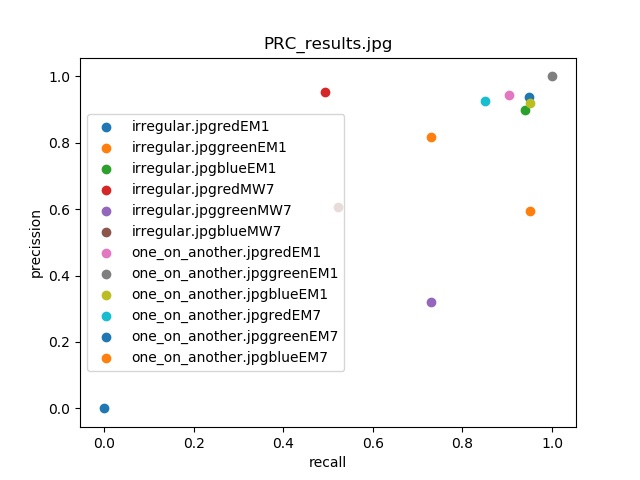 PRC_results.jpg
1.0
0.8
0.6
0.4
0.2
0.0
precission
irregular.jpgredEM1
irregular.jpggreenEM1
irregular.jpgblueEM1
irregular.jpgredMW7
irregular.jpggreenMW7
irregular.jpgblueMW7
one_on_another.jpgredEM1
one_on_another.jpggreenEM1
one_on_another.jpgblueEM1
one_on_another.jpgredEM7
one_on_another.jpggreenEM7
one_on_another.jpgblueEM7
0.0 0.2 0.4 0.6 0.8 1.0
recall